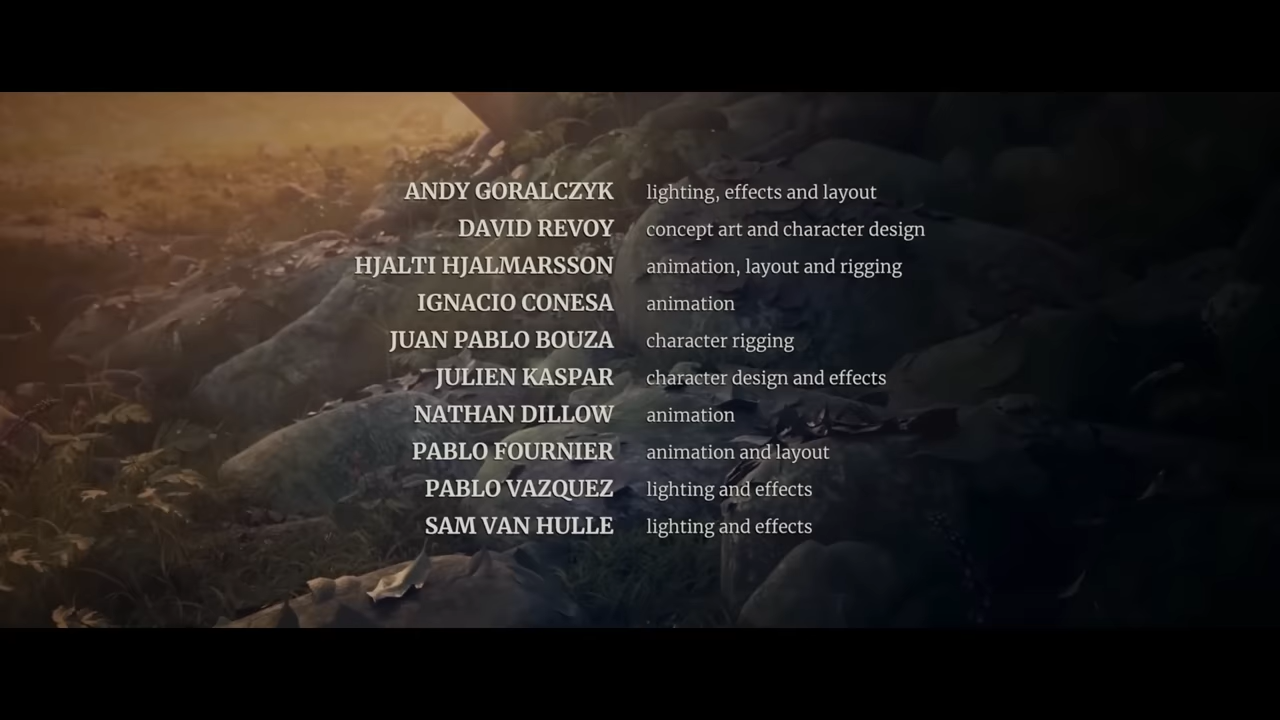 ANDY GORALCZYK lighting, effects and layout
DAVID REVOY concept art and character design
HJALTI HJALMARSSON animation, layout and rigging
IGNACIO CONESA animation
JUAN PABLO BOUZA character rigging
JULIEN KASPAR character design and effects
NATHAN DILLOW animation
PABLO FOURNIER animation and layout
PABLO VAZQUEZ lighting and effects
SAM VAN HULLE lighting and effects